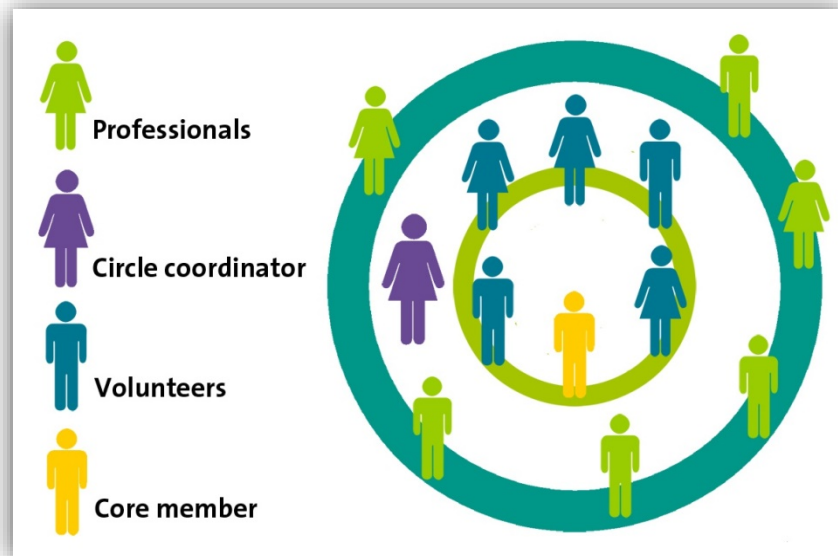 Professionals
Circle coordinator
Volunteers
Core member